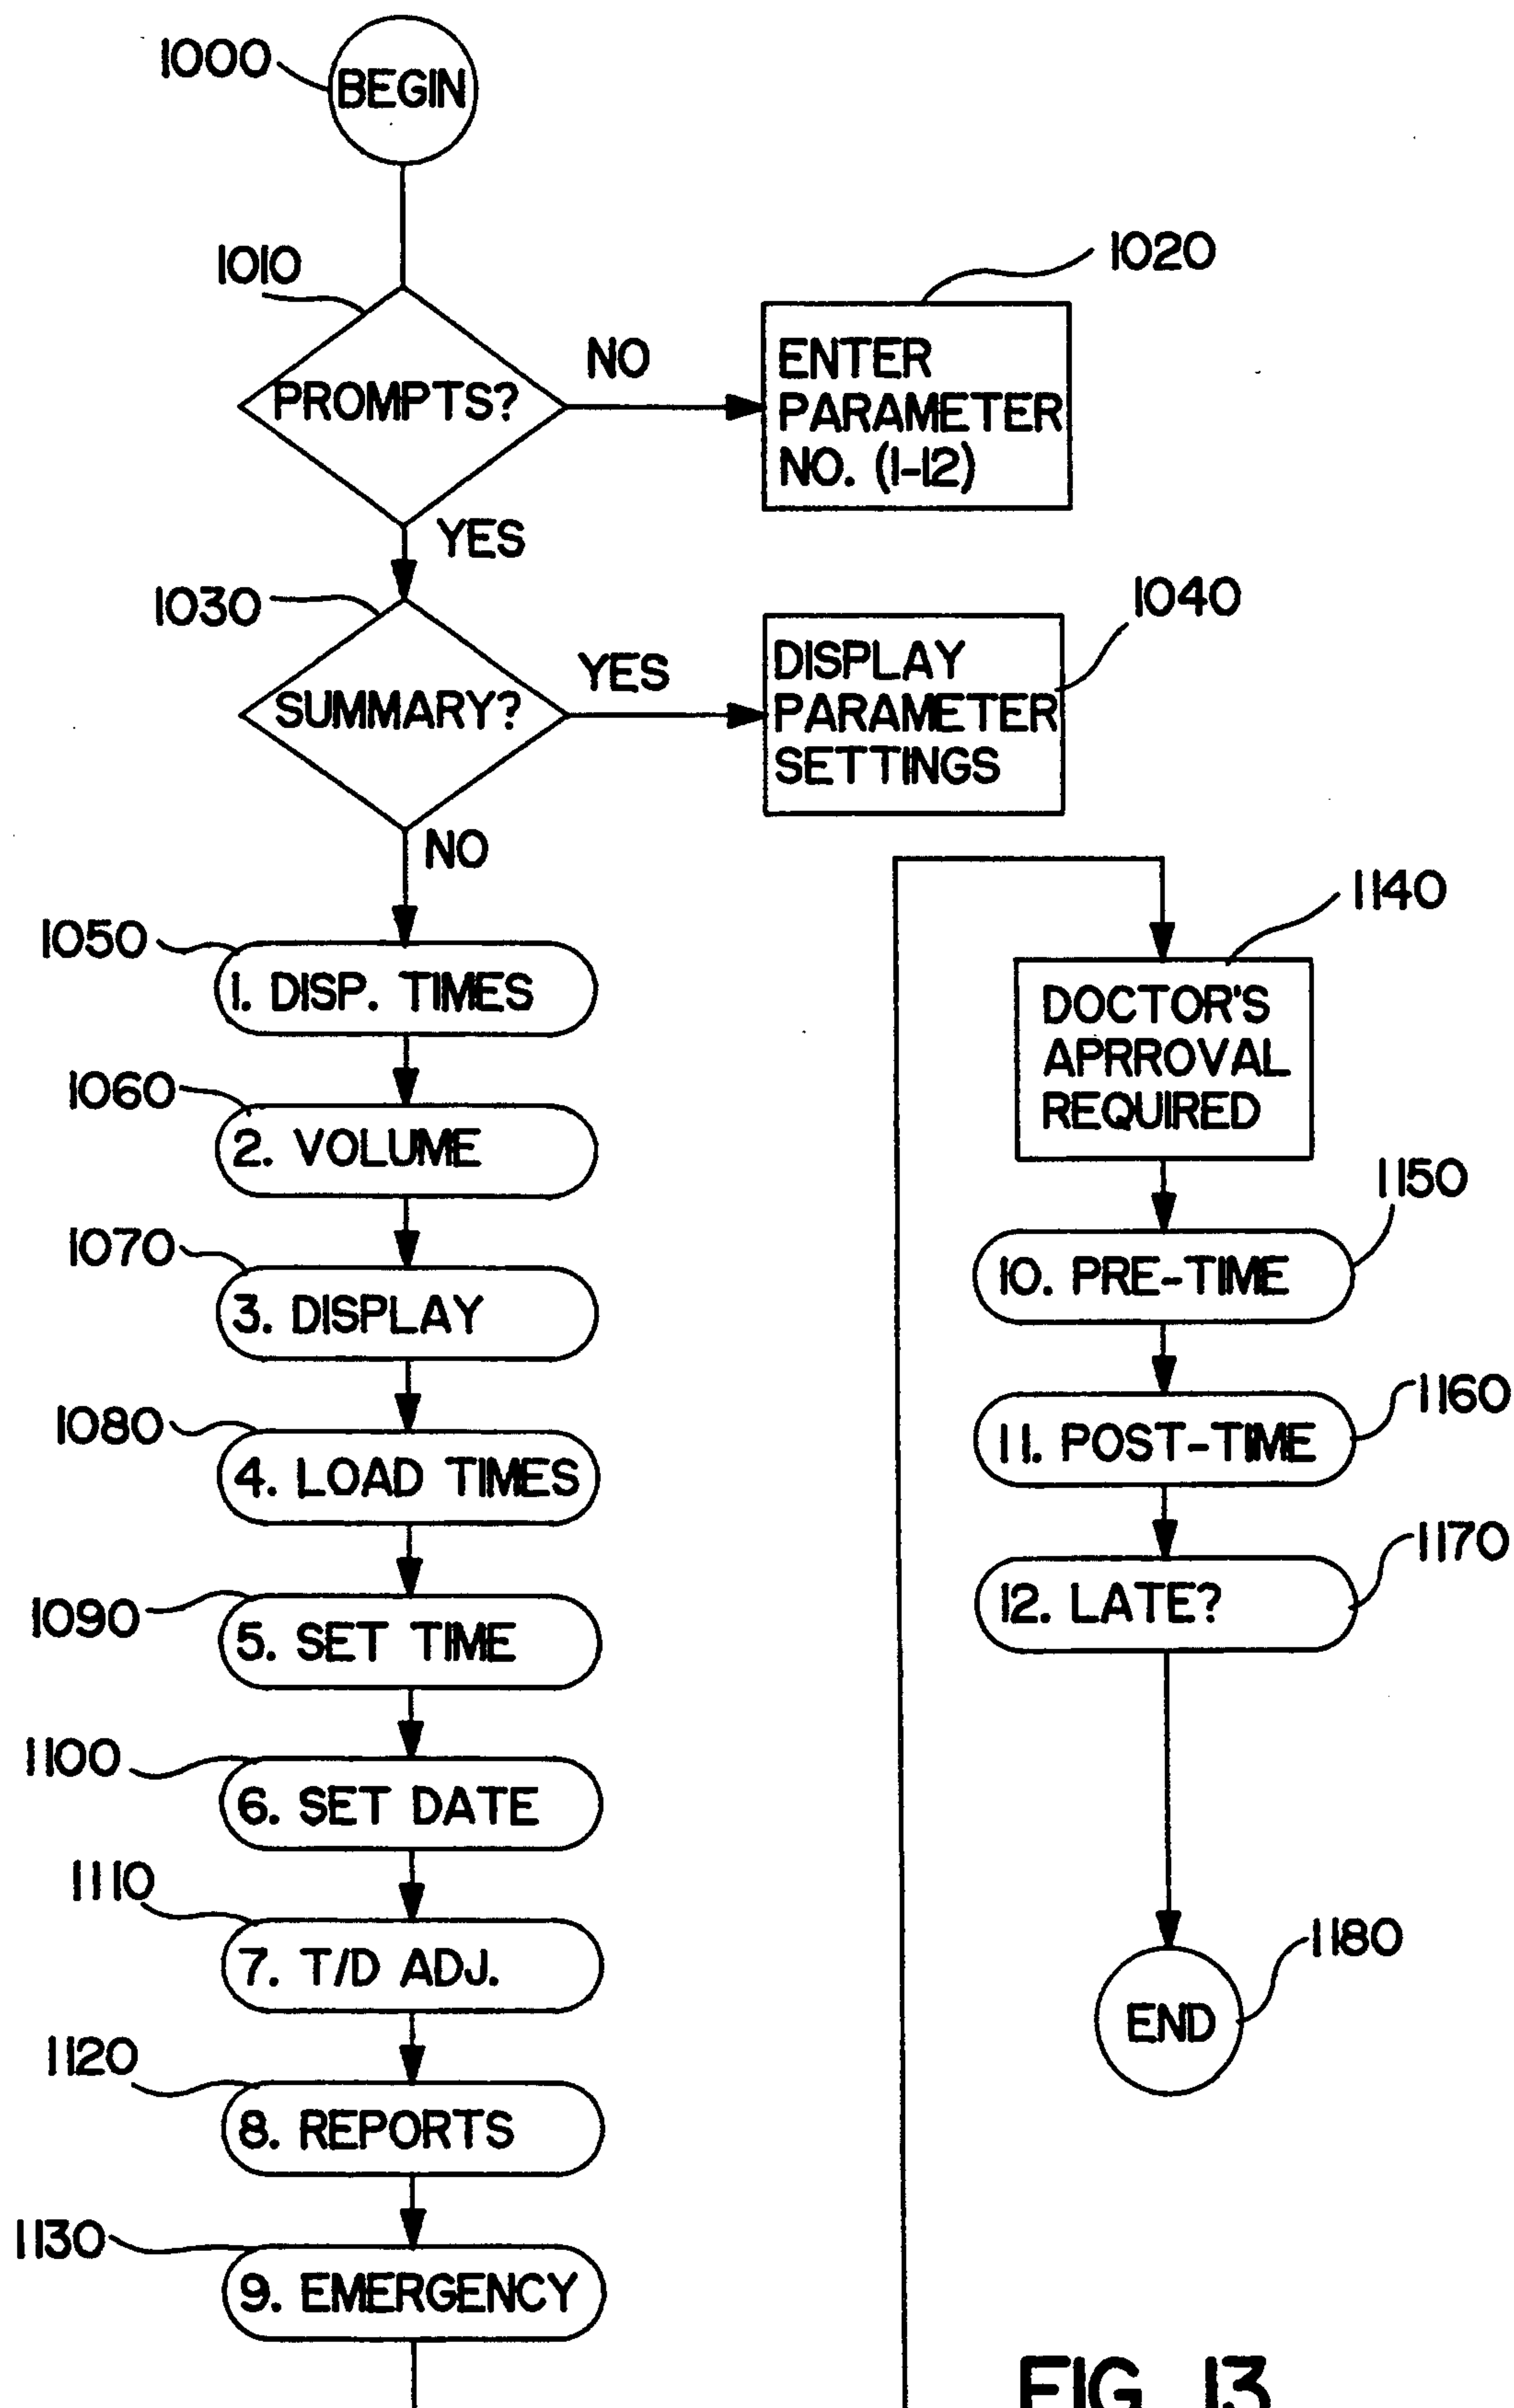 1000
BEGIN
1010
PROMPTS?
NO
1020
ENTER
PARAMETER
NO. (1-12)
YES
1030
SUMMARY?
YES
1040
DISPLAY
PARAMETER
SETTINGS
NO
1050
1. DISP. TIMES
1060
2. VOLUME
1070
3. DISPLAY
1080
4. LOAD TIMES
1090
5. SET TIME
1100
6. SET DATE
1110
7. T/D ADJ.
1120
8. REPORTS
1130
9. EMERGENCY
1140
DOCTOR'S
APRROVAL
REQUIRED
1150
10. PRE-TIME
1160
11. POST-TIME
1170
12. LATE?
1180
END
FIG. 13